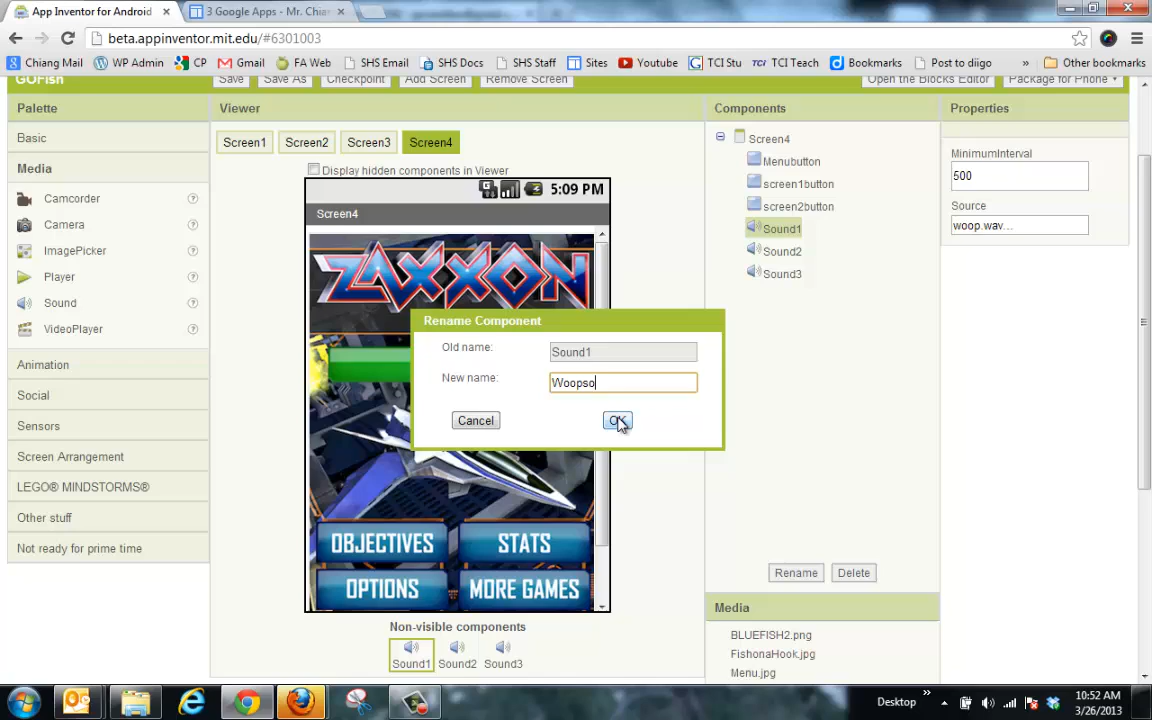 App Inventor for Android
3 Google Apps - Mr. Chia
beta.appinventor.mit.edu/#6301003
Chiang Mail
WP Admin
CP
Gmail
FA Web
SHS Email
SHS Docs
SHS Staff
Sites
Youtube
TCI Stu
TCI Teach
Bookmarks
Post to diigo
»
Other bookmarks
GOFish
Save
Save As
Checkpoint
Add Screen
Remove Screen
Open the Blocks Editor
Package for Phone
Palette
Viewer
Components
Properties
Basic
Media
Camcorder
Camera
ImagePicker
Player
Sound
VideoPlayer
Animation
Social
Sensors
Screen Arrangement
LEGO® MINDSTORMS®
Other stuff
Not ready for prime time
Screen1
Screen2
Screen3
Screen4
Display hidden components in Viewer
5:09 PM
Screen4
ZAXXON
OBJECTIVES
STATS
OPTIONS
MORE GAMES
Non-visible components
Sound1
Sound2
Sound3
Rename Component
Old name:
Sound1
New name:
Woopso
Cancel
OK
Screen4
Menubutton
screen1button
screen2button
Sound1
Sound2
Sound3
Rename
Delete
Media
BLUEFISH2.png
FishonaHook.jpg
Menu.jpg
MinimumInterval
500
Source
woop.wav...
Desktop
»
10:52 AM
3/26/2013